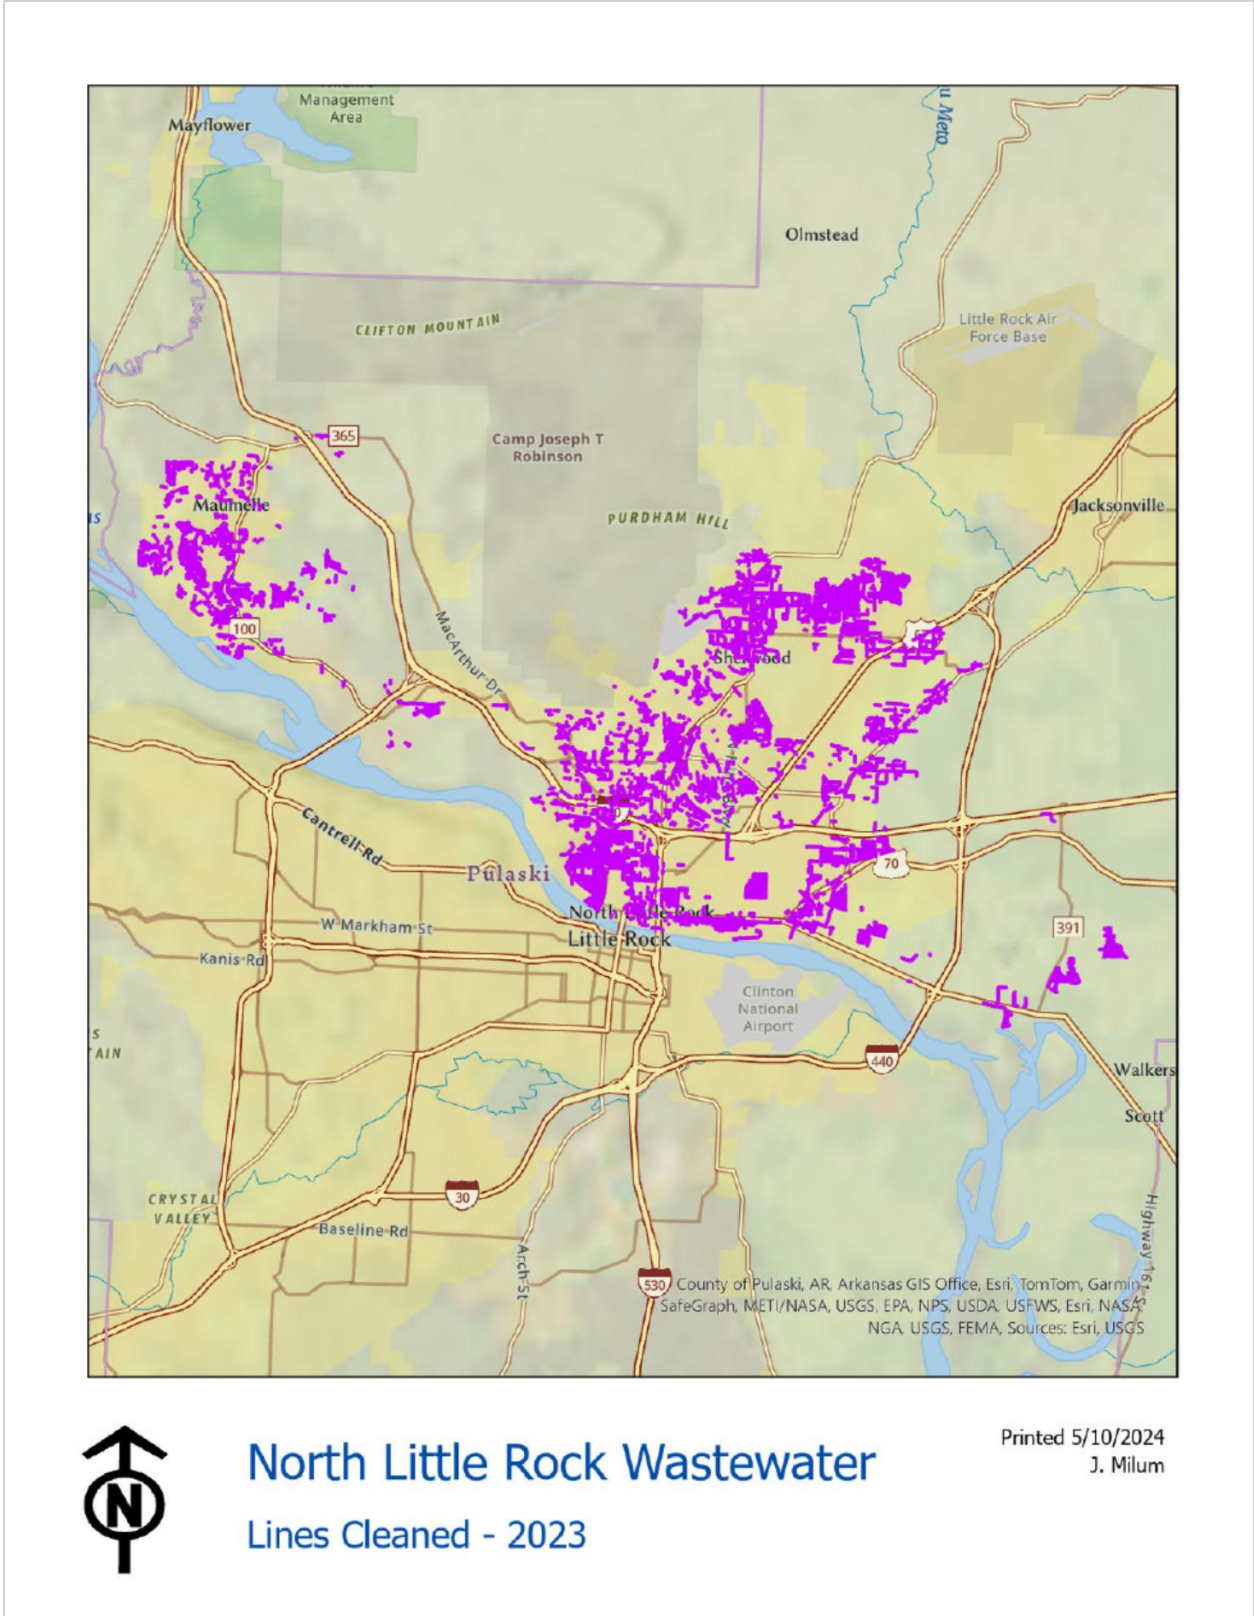 Management
Area
Mayflower
u Meto
Olmstead
CLIFTON MOUNTAIN
Little Rock Air
Force Base
365
Camp Joseph T
Robinson
Maumelle
PURDHAM HILL
Jacksonville
100
MacArthur Dr
Sherwood
Cantrell Rd
Pulaski
70
North Little Rock
Little Rock
W Markham St
Kanis Rd
391
Clinton
National
Airport
S
AIN
440
Walkers
Scott
CRYSTAL
VALLEY
30
Baseline Rd
Arch St
Highway 161 S
530
County of Pulaski, AR, Arkansas GIS Office, Esri, TomTom, Garmin,
SafeGraph, METI/NASA, USGS, EPA, NPS, USDA, USFWS, Esri, NASA,
NGA, USGS, FEMA, Sources: Esri, USGS
N
North Little Rock Wastewater
Lines Cleaned - 2023
Printed 5/10/2024
J. Milum